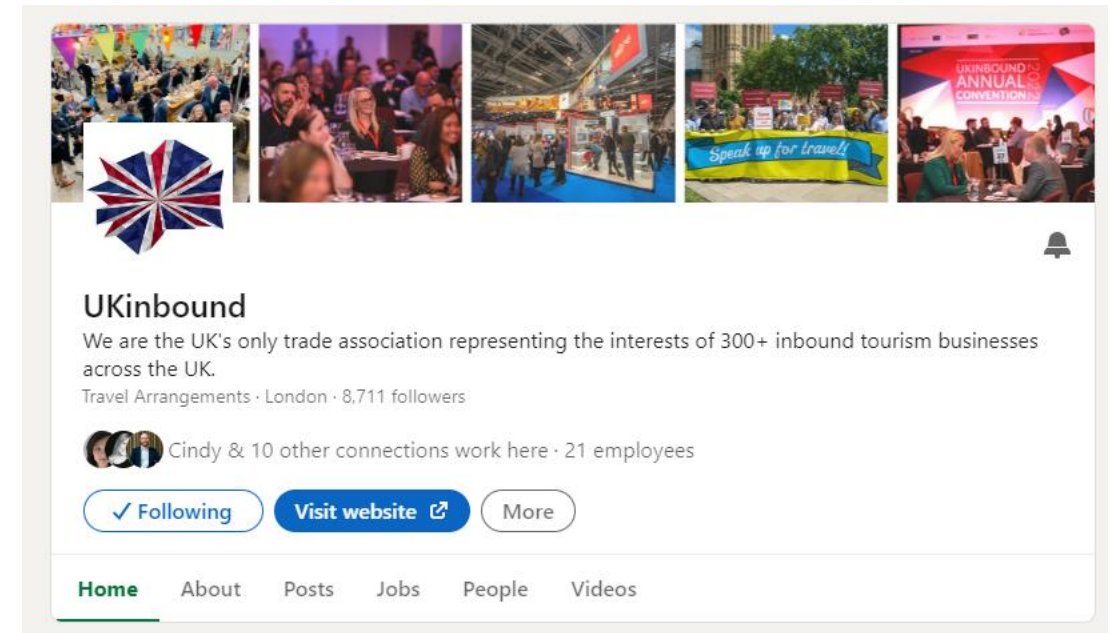 UKINBOUND
ANNUAL
CONVENTION
2022
Speak up for travel!
UKinbound
We are the UK's only trade association representing the interests of 300+ inbound tourism businesses
across the UK.
Travel Arrangements · London · 8,711 followers
Cindy & 10 other connections work here · 21 employees
✓ Following
Visit website
More
Home About Posts Jobs People Videos